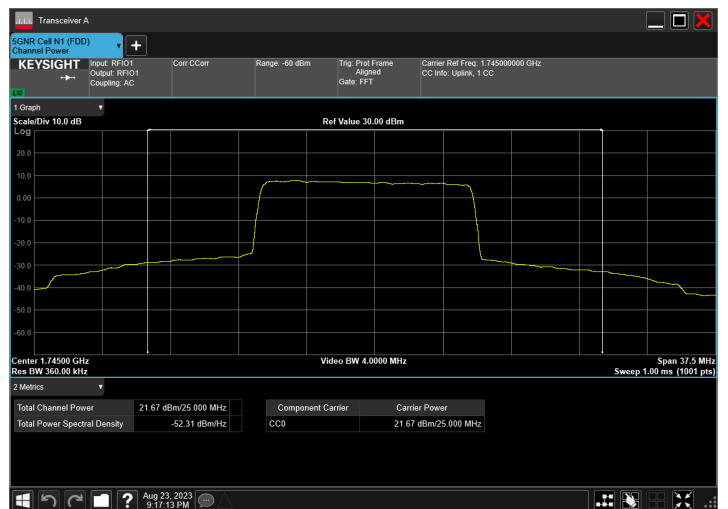 Transceiver A
5GNR Cell N1 (FDD)
Channel Power
KEYSIGHT
LXI
Input: RFIO1
Output: RFIO1
Coupling: AC
Corr CCorr
Range: -60 dBm
Trig: Prot Frame
Aligned
Gate: FFT
Carrier Ref Freq: 1.745000000 GHz
CC Info: Uplink, 1 CC
1 Graph
Scale/Div 10.0 dB
Ref Value 30.00 dBm
Log
20.0
10.0
0.00
-10.0
-20.0
-30.0
-40.0
-50.0
-60.0
Center 1.74500 GHz
Video BW 4.0000 MHz
Span 37.5 MHz
Res BW 360.00 kHz
Sweep 1.00 ms (1001 pts)
2 Metrics
Total Channel Power 21.67 dBm/25.000 MHz
Total Power Spectral Density -52.31 dBm/Hz
Component Carrier Carrier Power
CC0 21.67 dBm/25.000 MHz
Aug 23, 2023
9:17:13 PM